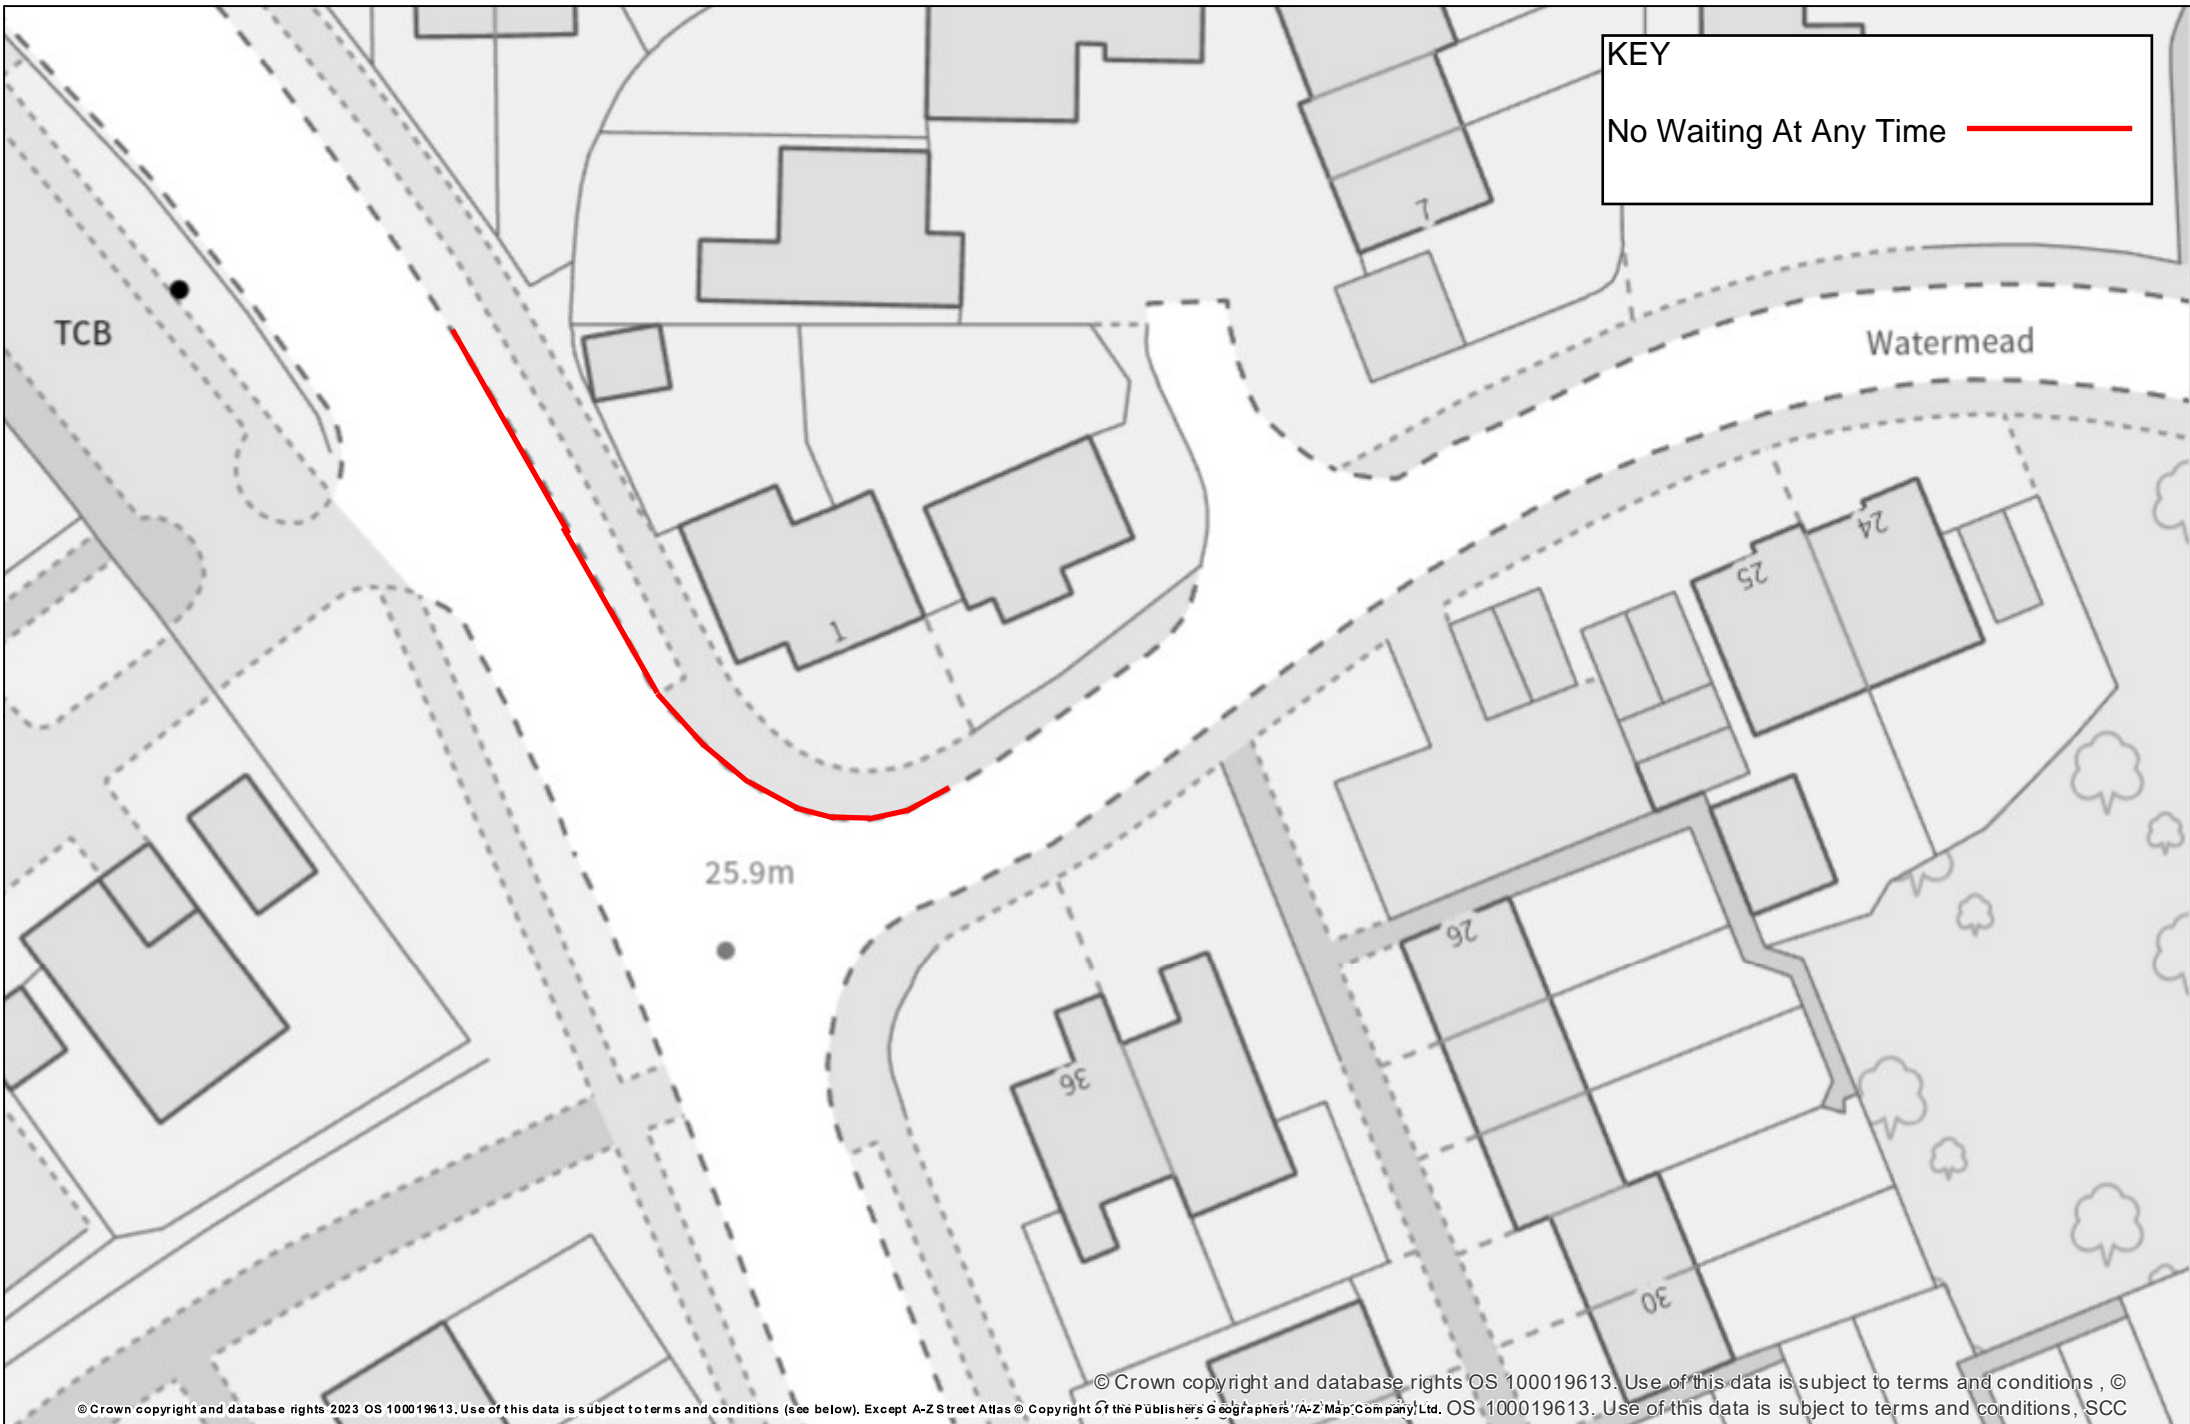 KEY
No Waiting At Any Time
7
TCB
Watermead
24
25
1
25.9m
26
36
30
© Crown copyright and database rights OS 100019613. Use of this data is subject to terms and conditions , ©
© Crown copyright and database rights 2023 OS 100019613. Use of this data is subject to terms and conditions (see below). Except A-Z Street Atlas © Copyright of the Publishers Geographers' A-Z Map Company Ltd.
OS 100019613. Use of this data is subject to terms and conditions, SCC